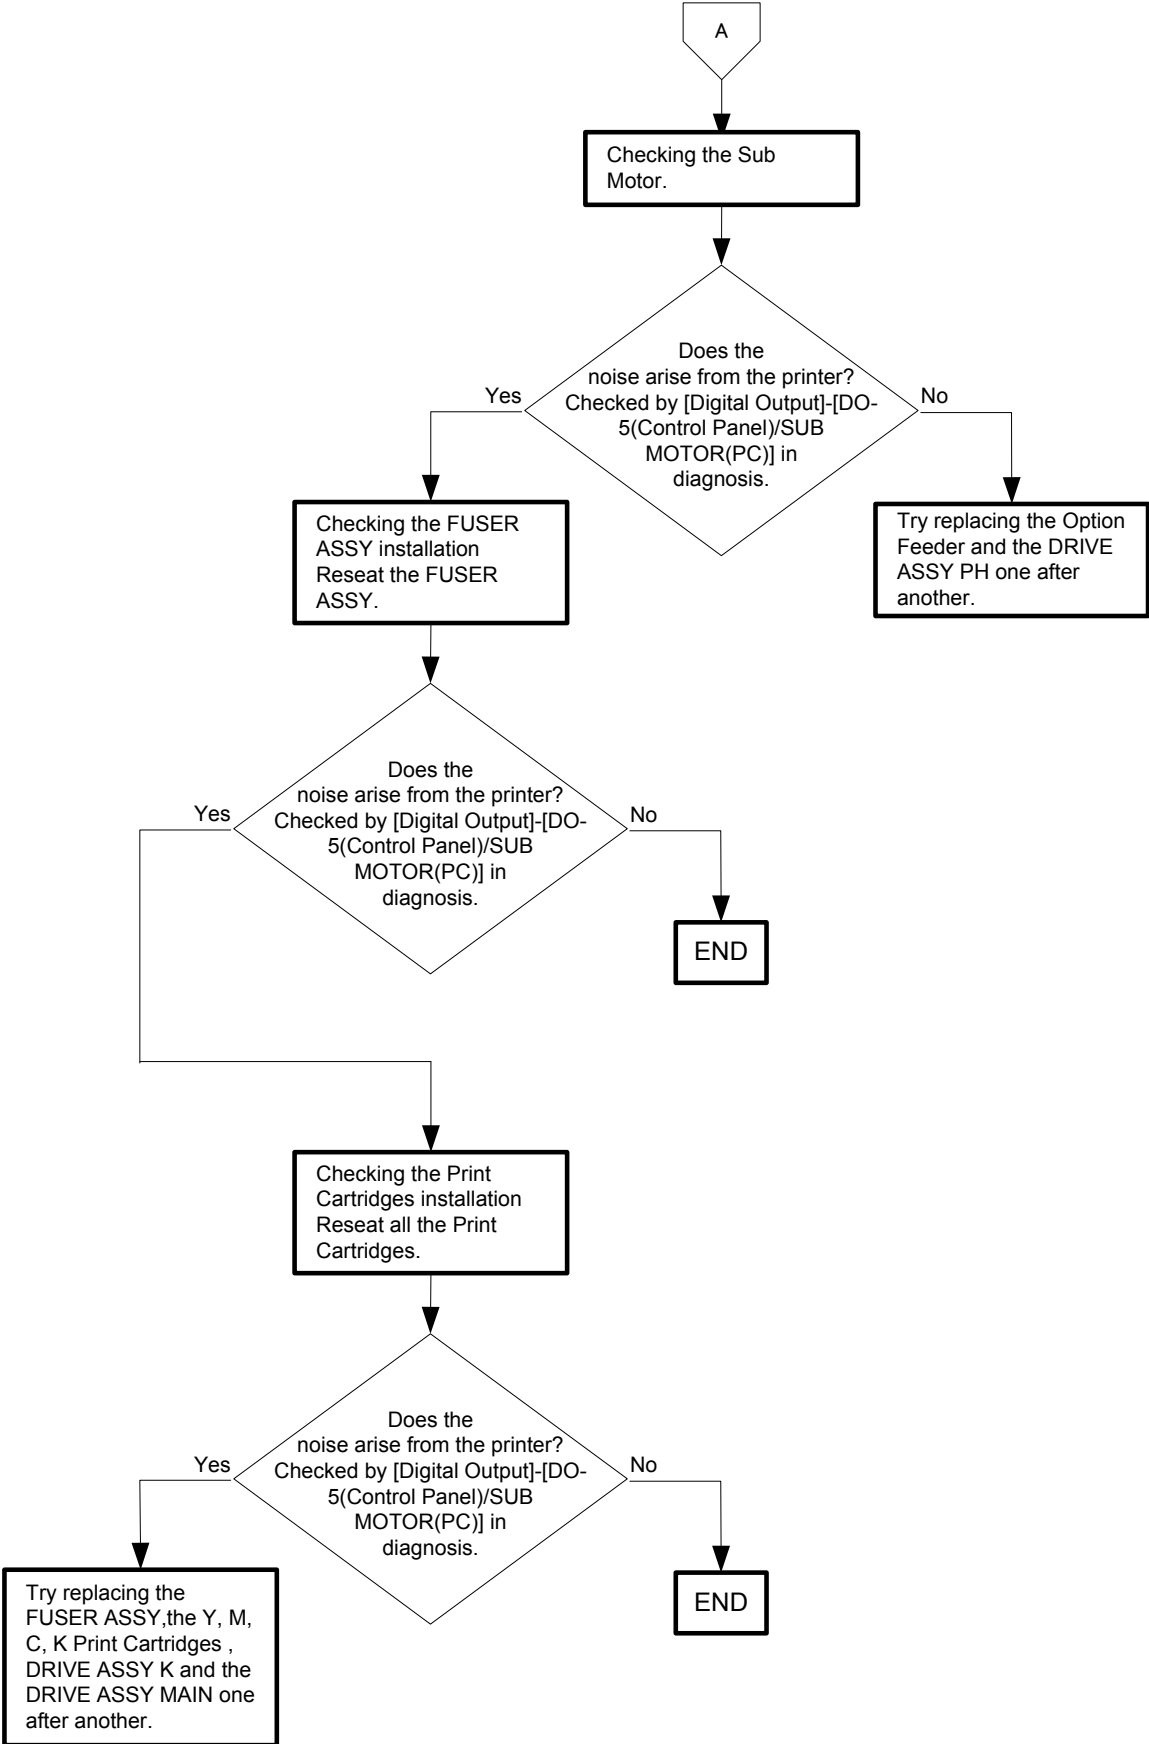 A
Checking the Sub
Motor.
Does the
noise arise from the printer?
Checked by [Digital Output]-[DO-
5(Control Panel)/SUB
MOTOR(PC)] in
diagnosis.
Yes
No
Checking the FUSER
ASSY installation
Reseat the FUSER
ASSY.
Try replacing the Option
Feeder and the DRIVE
ASSY PH one after
another.
Does the
noise arise from the printer?
Checked by [Digital Output]-[DO-
5(Control Panel)/SUB
MOTOR(PC)] in
diagnosis.
Yes
No
END
Checking the Print
Cartridges installation
Reseat all the Print
Cartridges.
Does the
noise arise from the printer?
Checked by [Digital Output]-[DO-
5(Control Panel)/SUB
MOTOR(PC)] in
diagnosis.
Yes
No
END
Try replacing the
FUSER ASSY,the Y, M,
C, K Print Cartridges ,
DRIVE ASSY K and the
DRIVE ASSY MAIN one
after another.